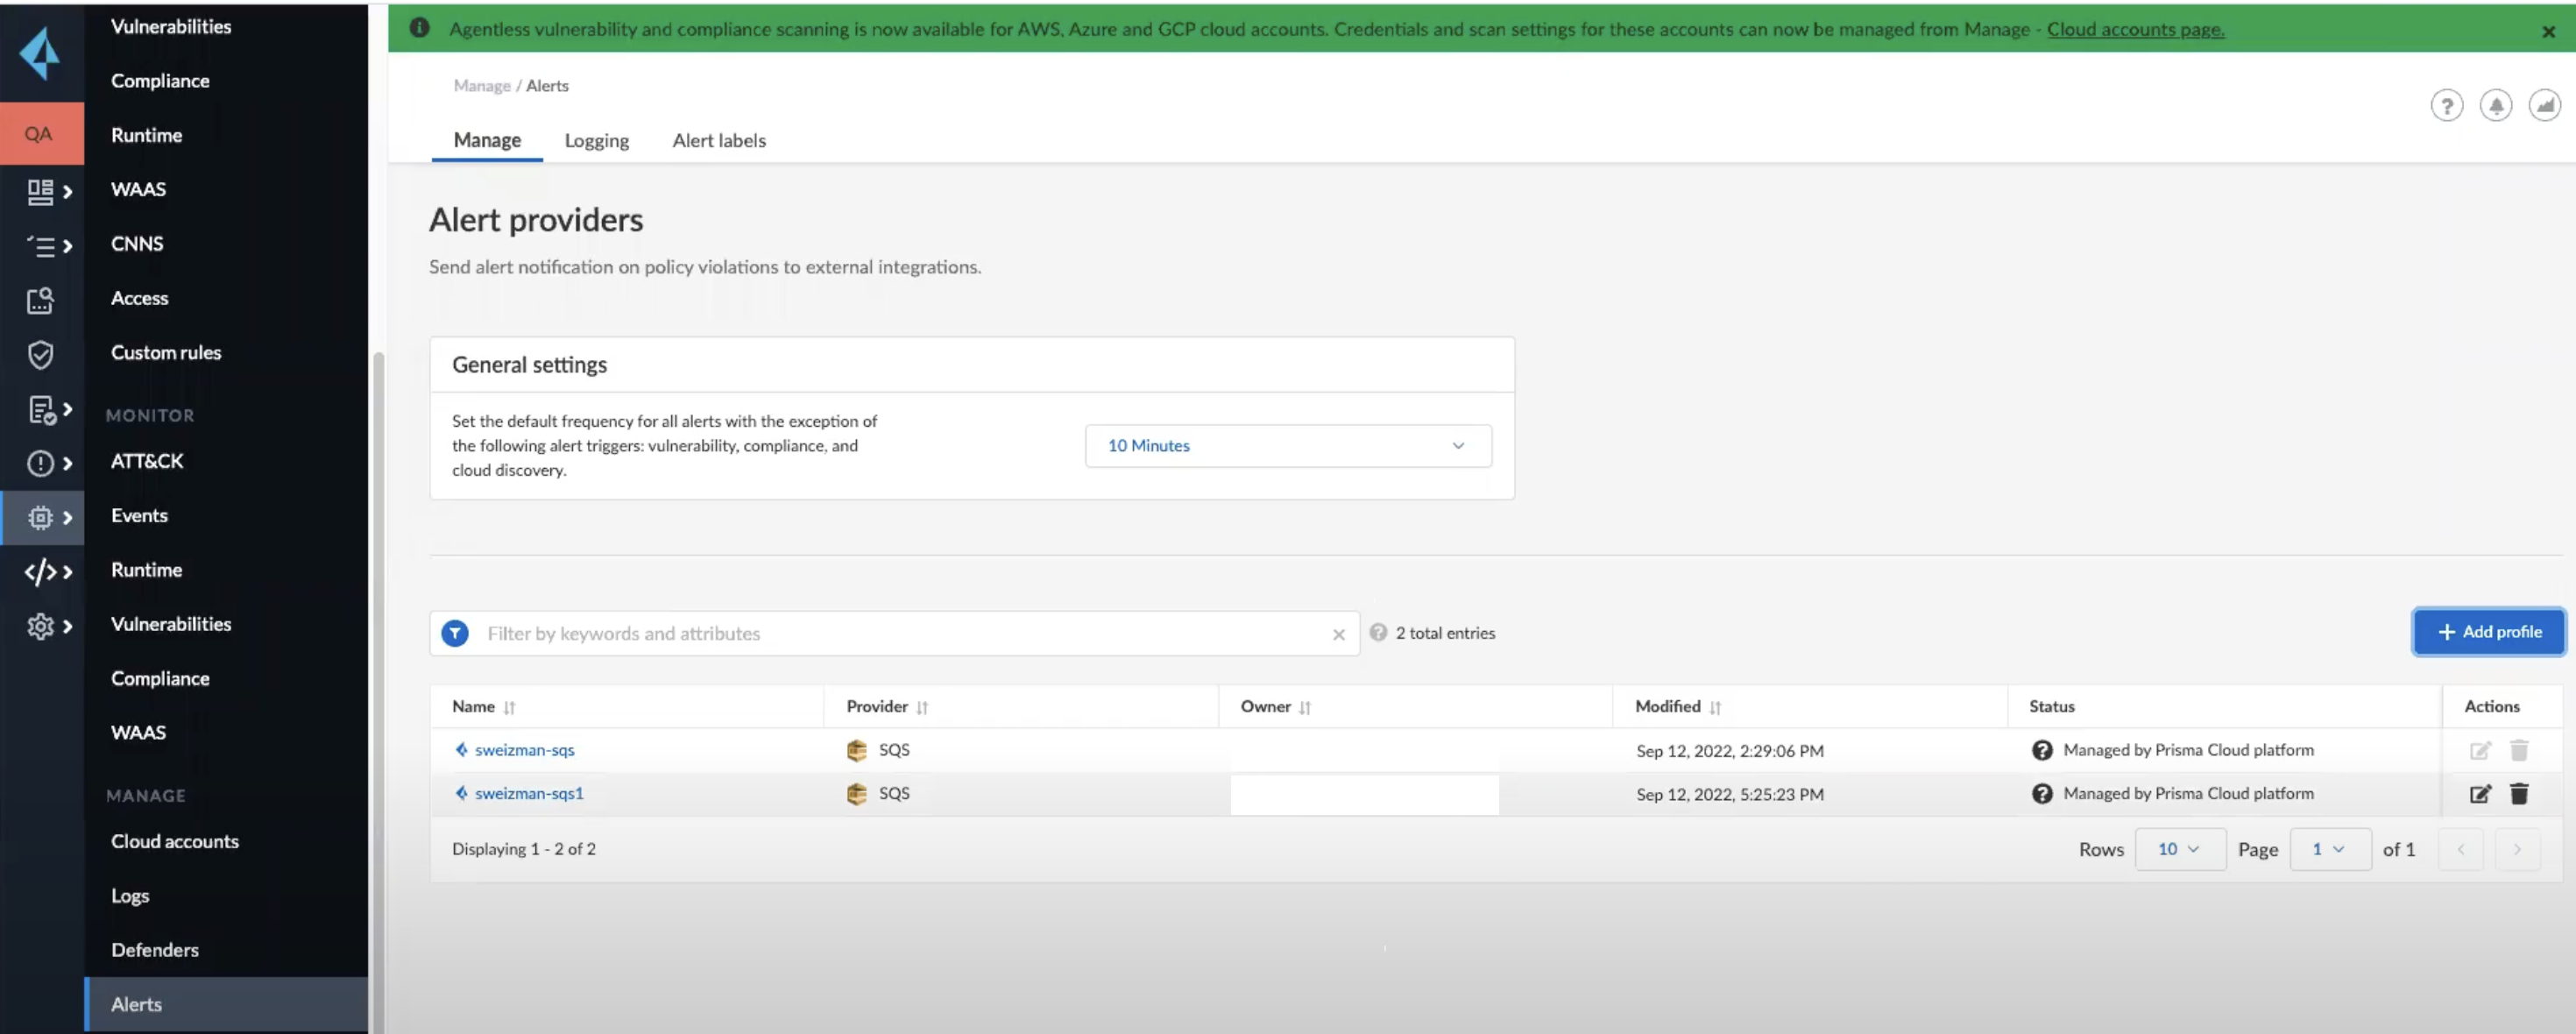 Agentless vulnerability and compliance scanning is now available for AWS, Azure and GCP cloud accounts. Credentials and scan settings for these accounts can now be managed from Manage - Cloud accounts page.
QA
Vulnerabilities
Compliance
Runtime
WAAS
CNNS
Access
Custom rules
MONITOR
ATT&CK
Events
Runtime
Vulnerabilities
Compliance
WAAS
MANAGE
Cloud accounts
Logs
Defenders
Alerts
Manage / Alerts
Manage Logging Alert labels
Alert providers
Send alert notification on policy violations to external integrations.
General settings
Set the default frequency for all alerts with the exception of
the following alert triggers: vulnerability, compliance, and
cloud discovery.
10 Minutes
Filter by keywords and attributes
2 total entries
+ Add profile
Name Provider Owner Modified Status Actions
sweizman-sqs SQS Sep 12, 2022, 2:29:06 PM Managed by Prisma Cloud platform
sweizman-sqs1 SQS Sep 12, 2022, 5:25:23 PM Managed by Prisma Cloud platform
Displaying 1 - 2 of 2 Rows 10 Page 1 of 1